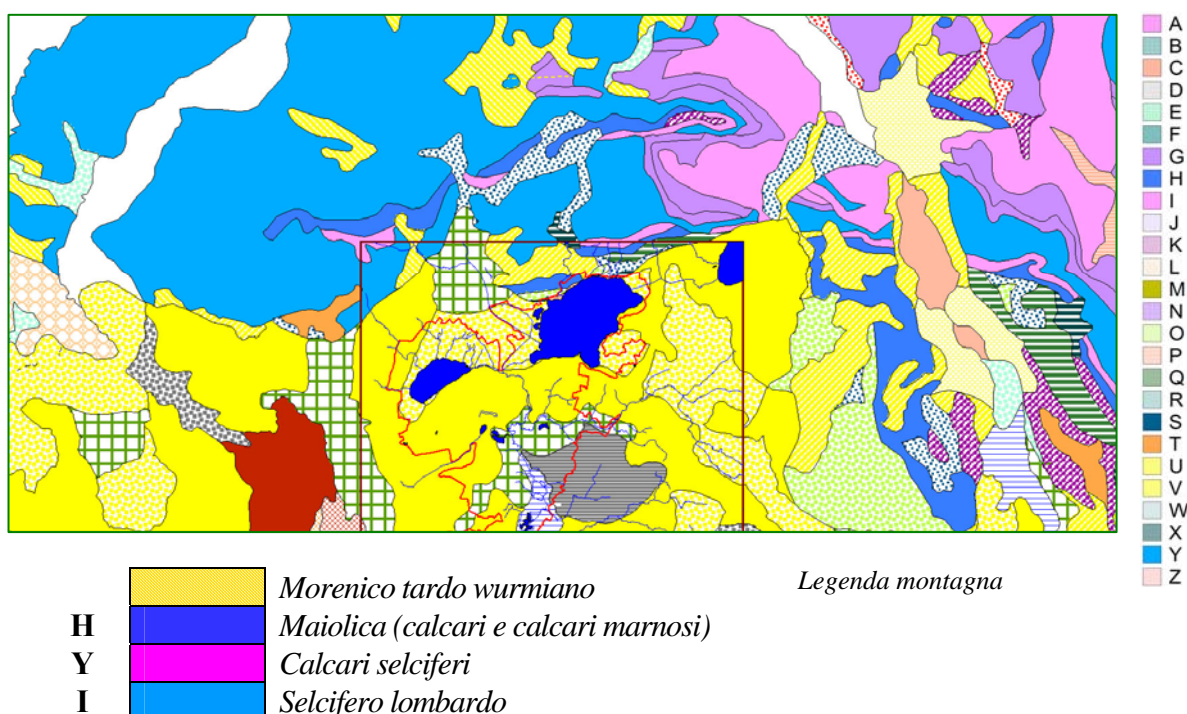 A
B
C
D
E
F
G
H
I
J
K
L
M
N
O
P
Q
R
S
T
U
V
W
X
Y
Z
Morenico tardo wurmiano
Legenda montagna
H Maiolica (calcari e calcari marnosi)
Y Calcari selciferi
I Selcifero lombardo